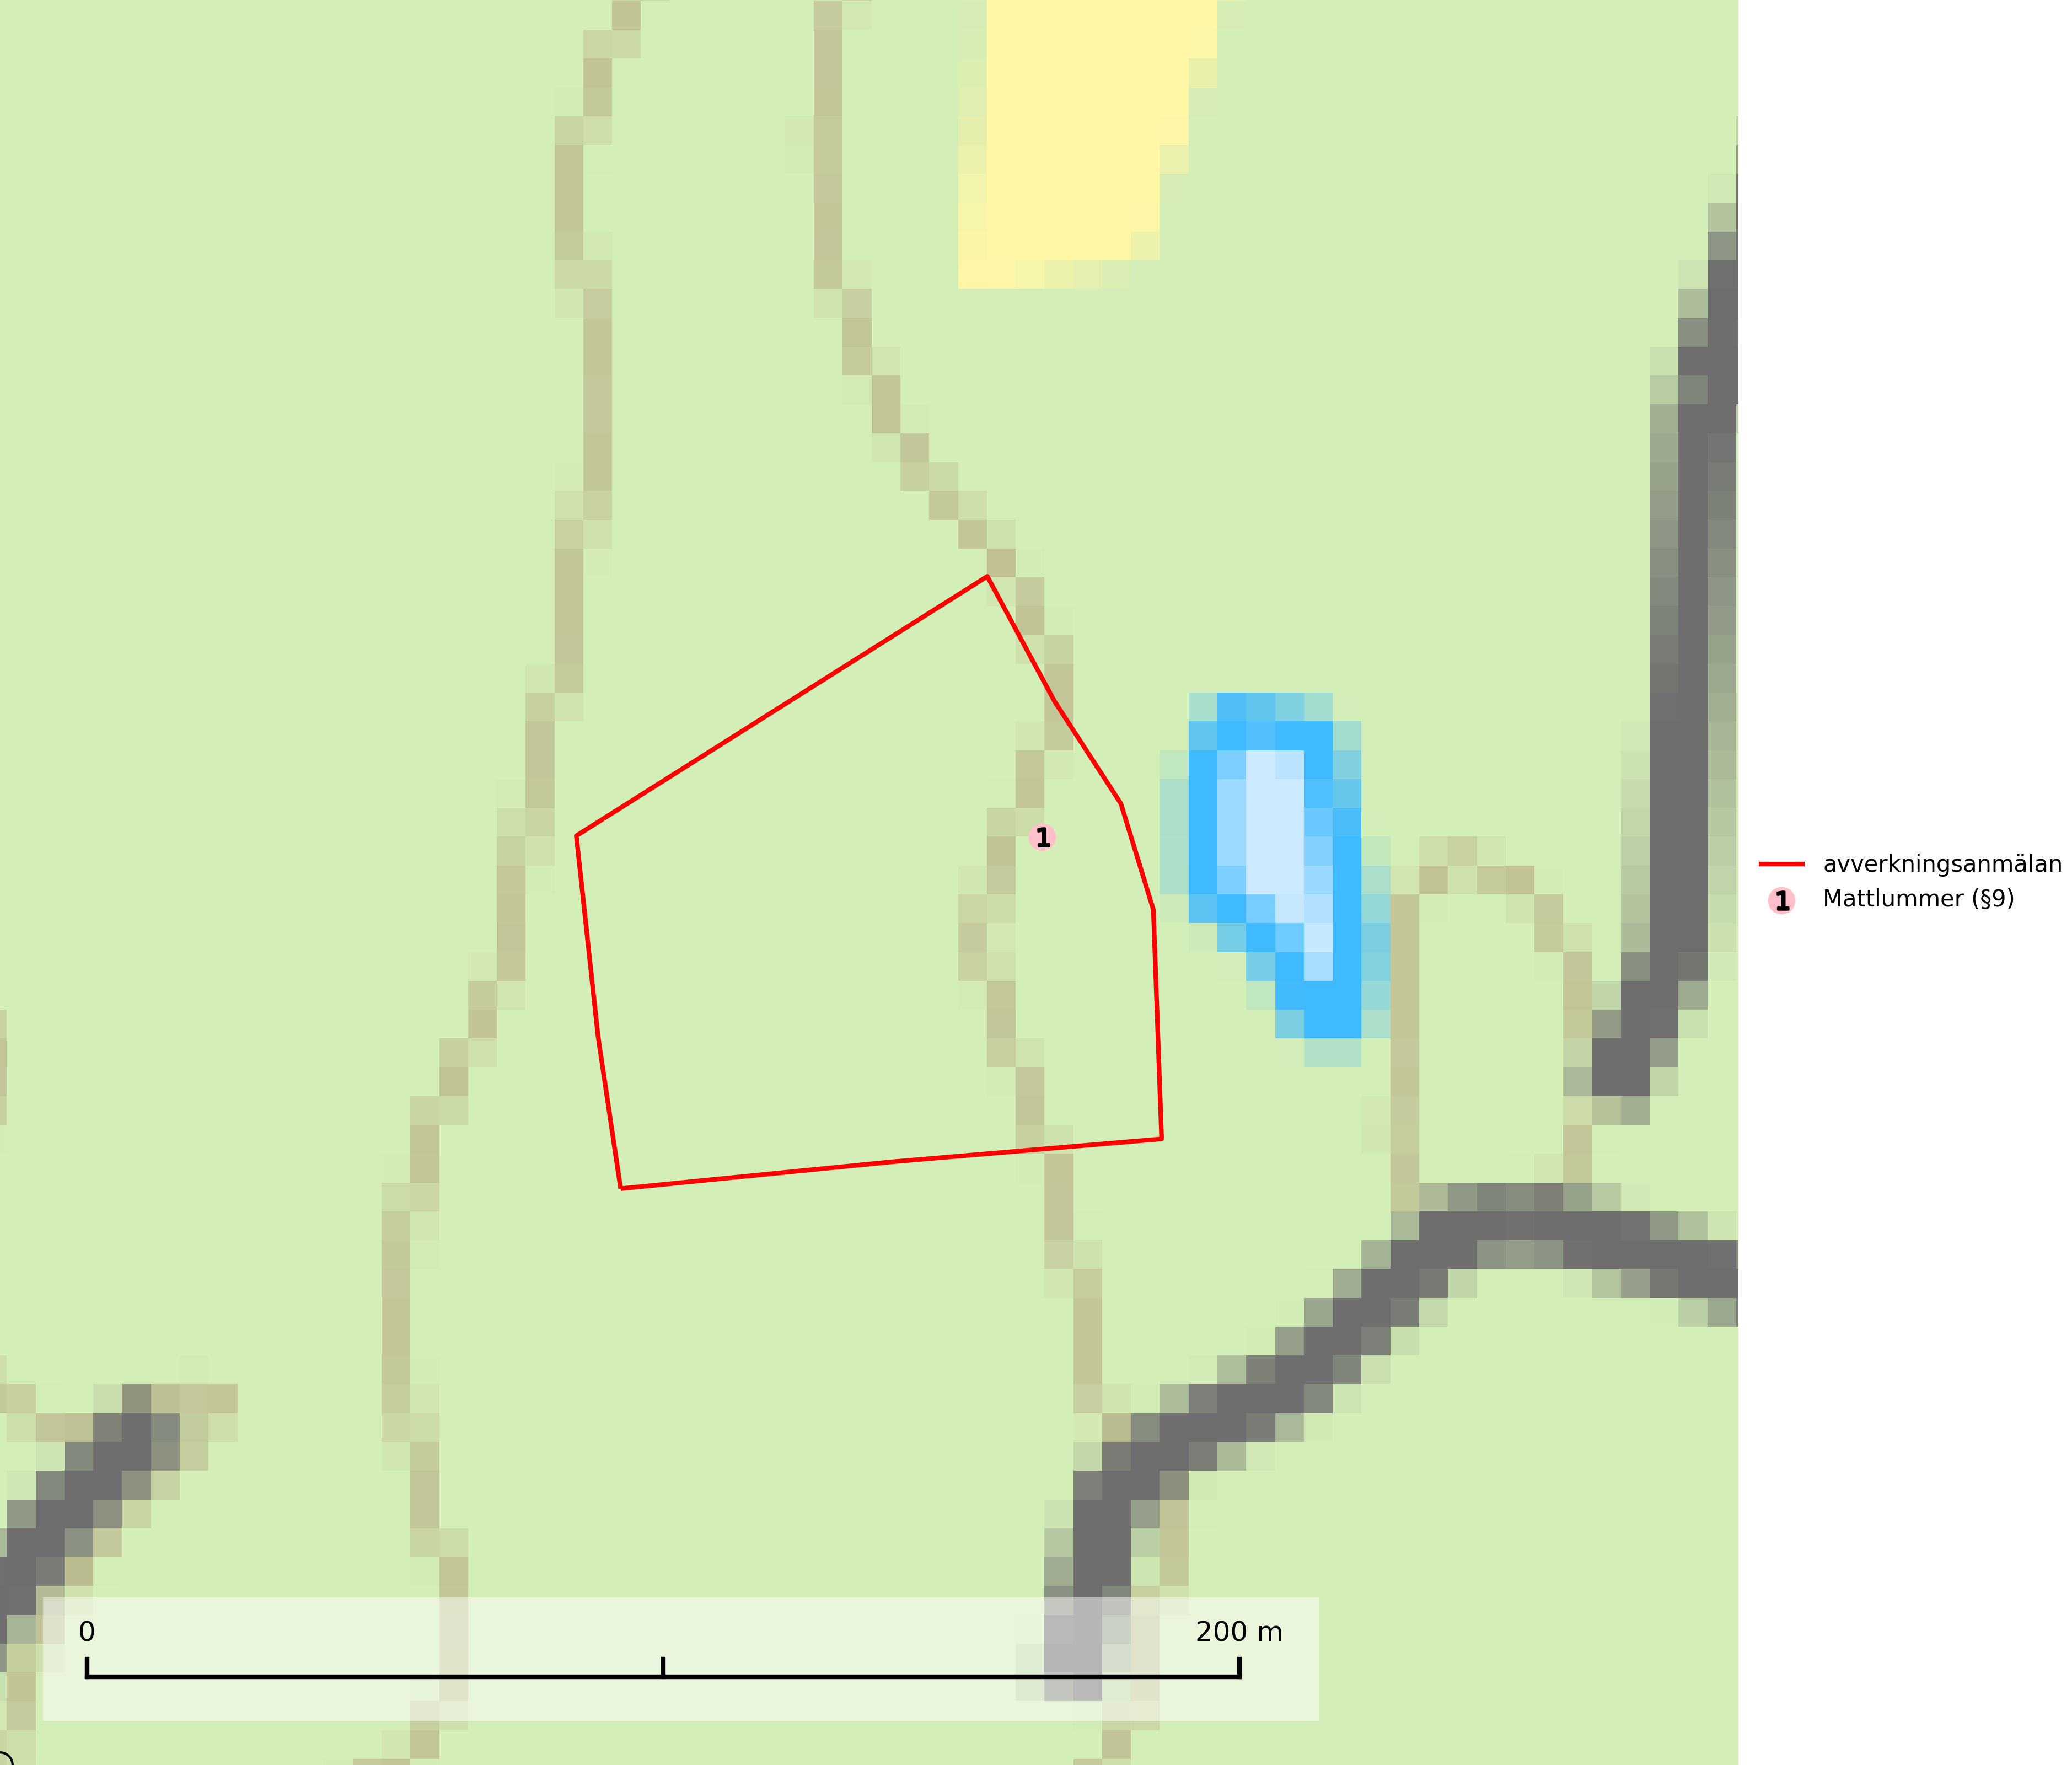 1
avverkningsanmälan
1 Mattlummer (§9)
0 200 m